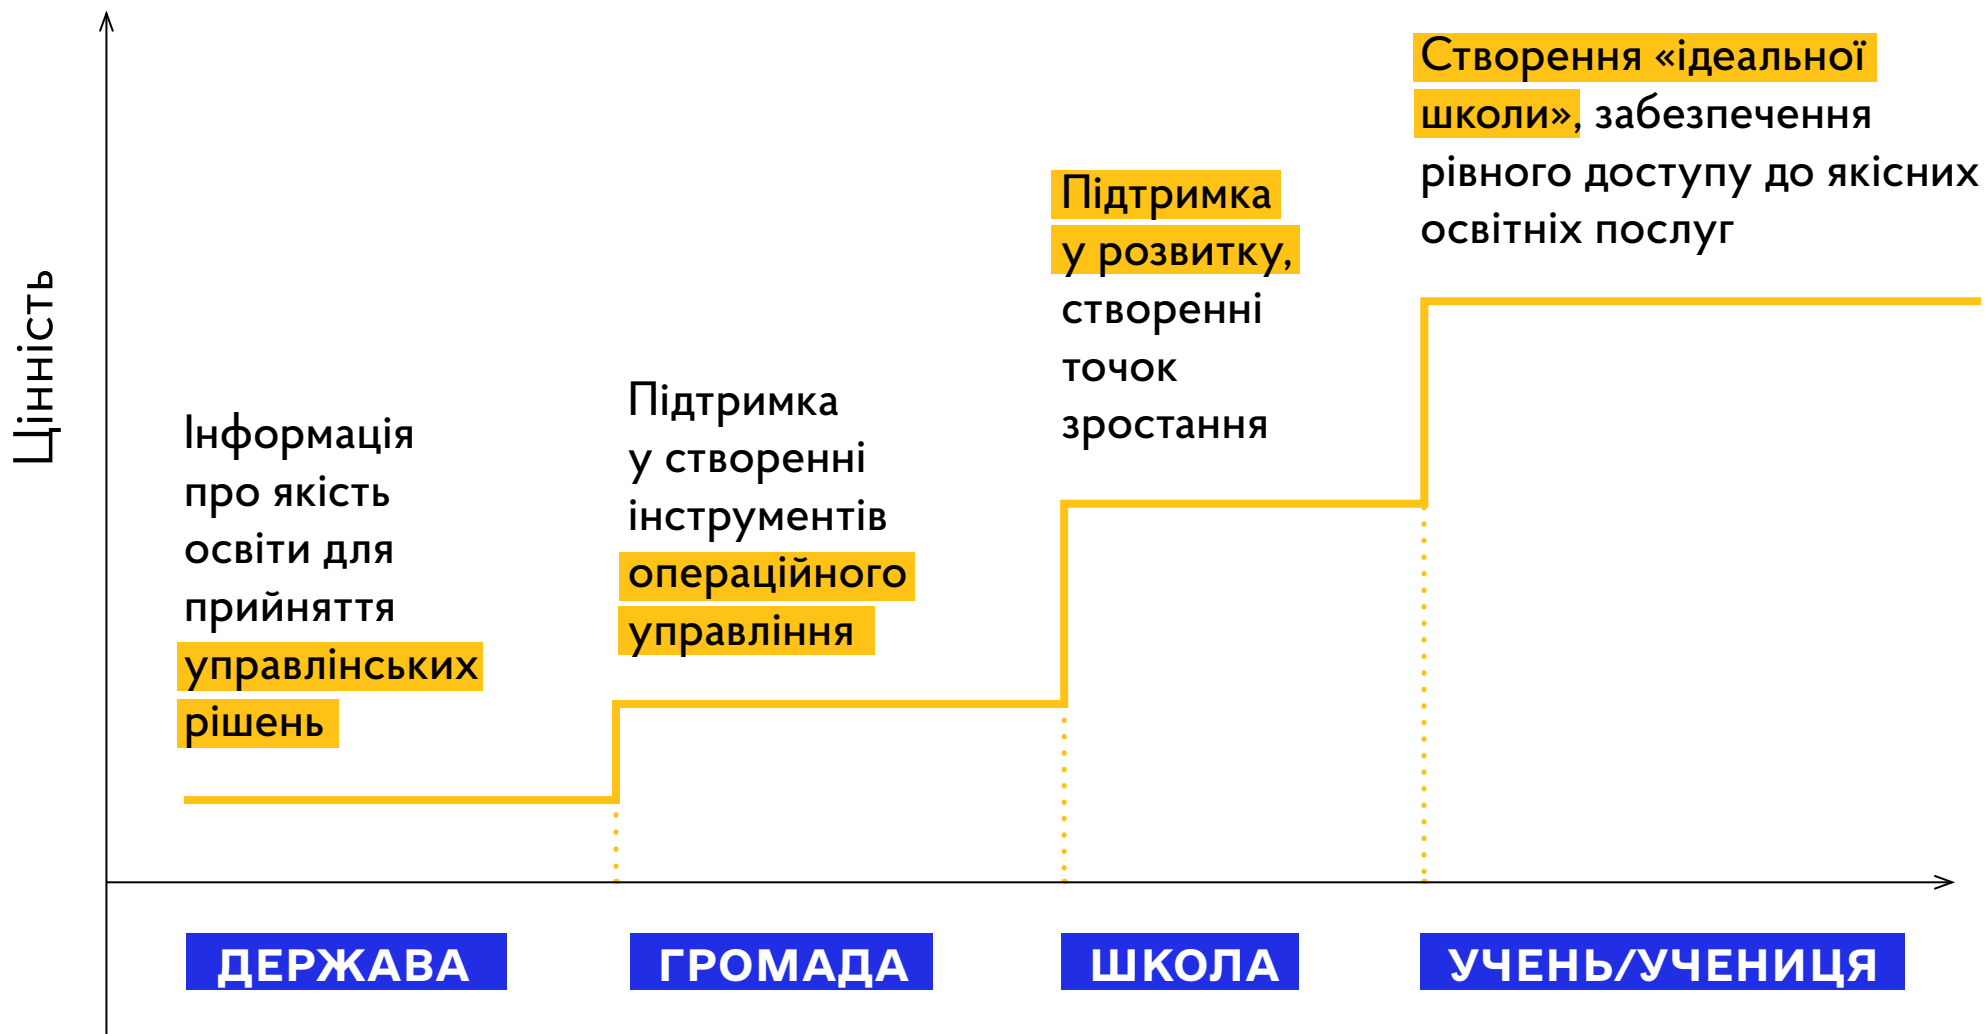 Цінність
Інформація
про якість
освіти для
прийняття
управлінських
рішень
Підтримка
у створенні
інструментів
операційного
управління
Підтримка
у розвитку,
створенні
точок
зростання
Створення «ідеальної
школи», забезпечення
рівного доступу до якісних
освітніх послуг
ДЕРЖАВА
ГРОМАДА
ШКОЛА
УЧЕНЬ/УЧЕНИЦЯ